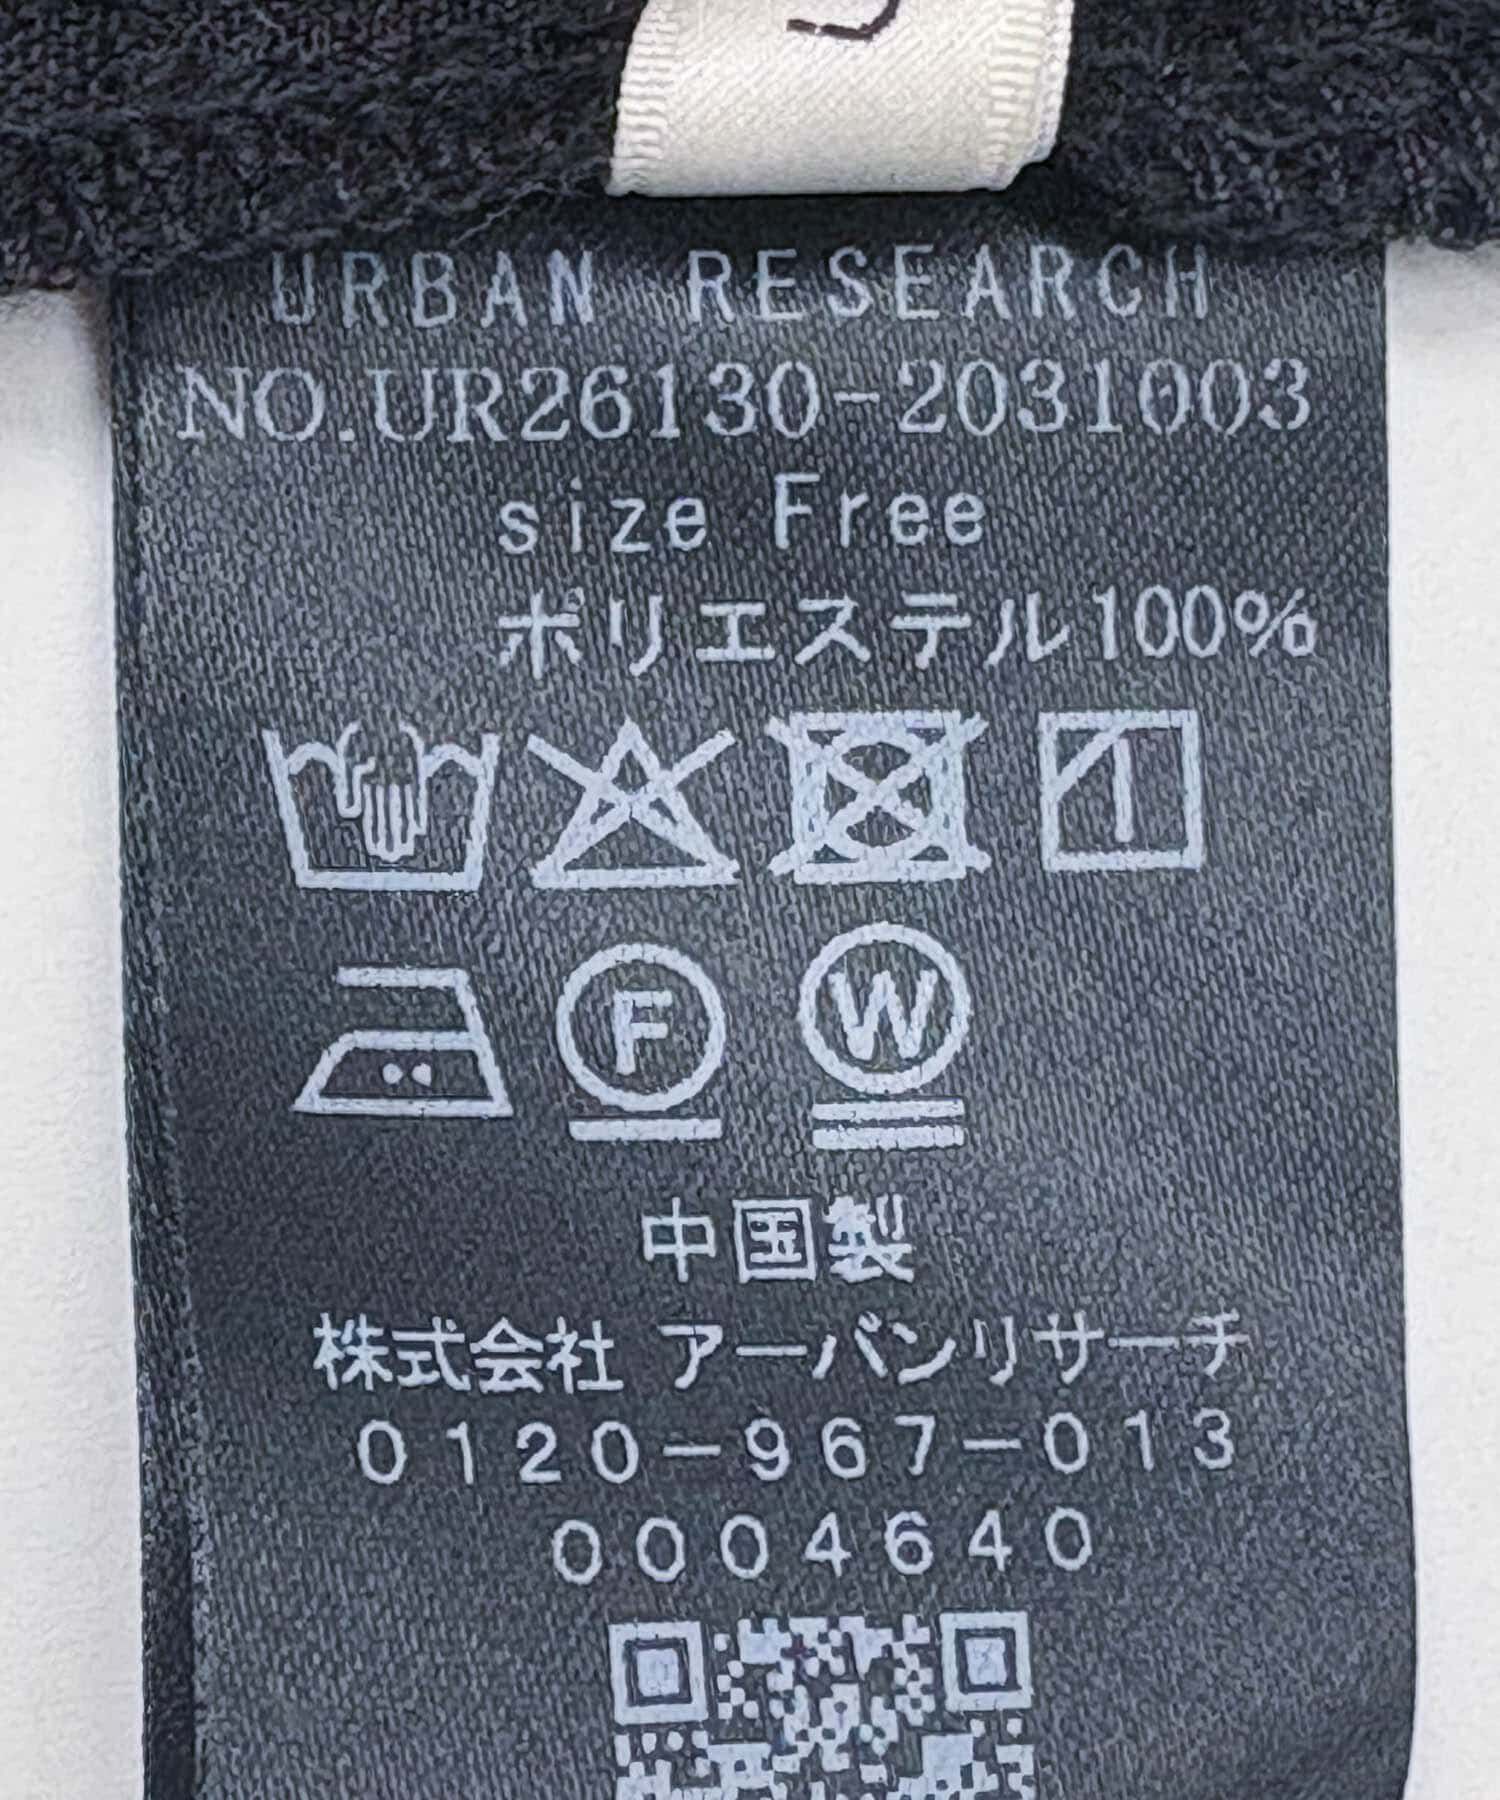 URBAN RESEARCH
NO.UR26130-2031003
size Free
ポリエステル100%
F
W
中国製
株式会社 アーバンリサーチ
0120-967-013
0004640